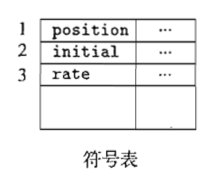 1 position ...
2 initial ...
3 rate ...
符号表